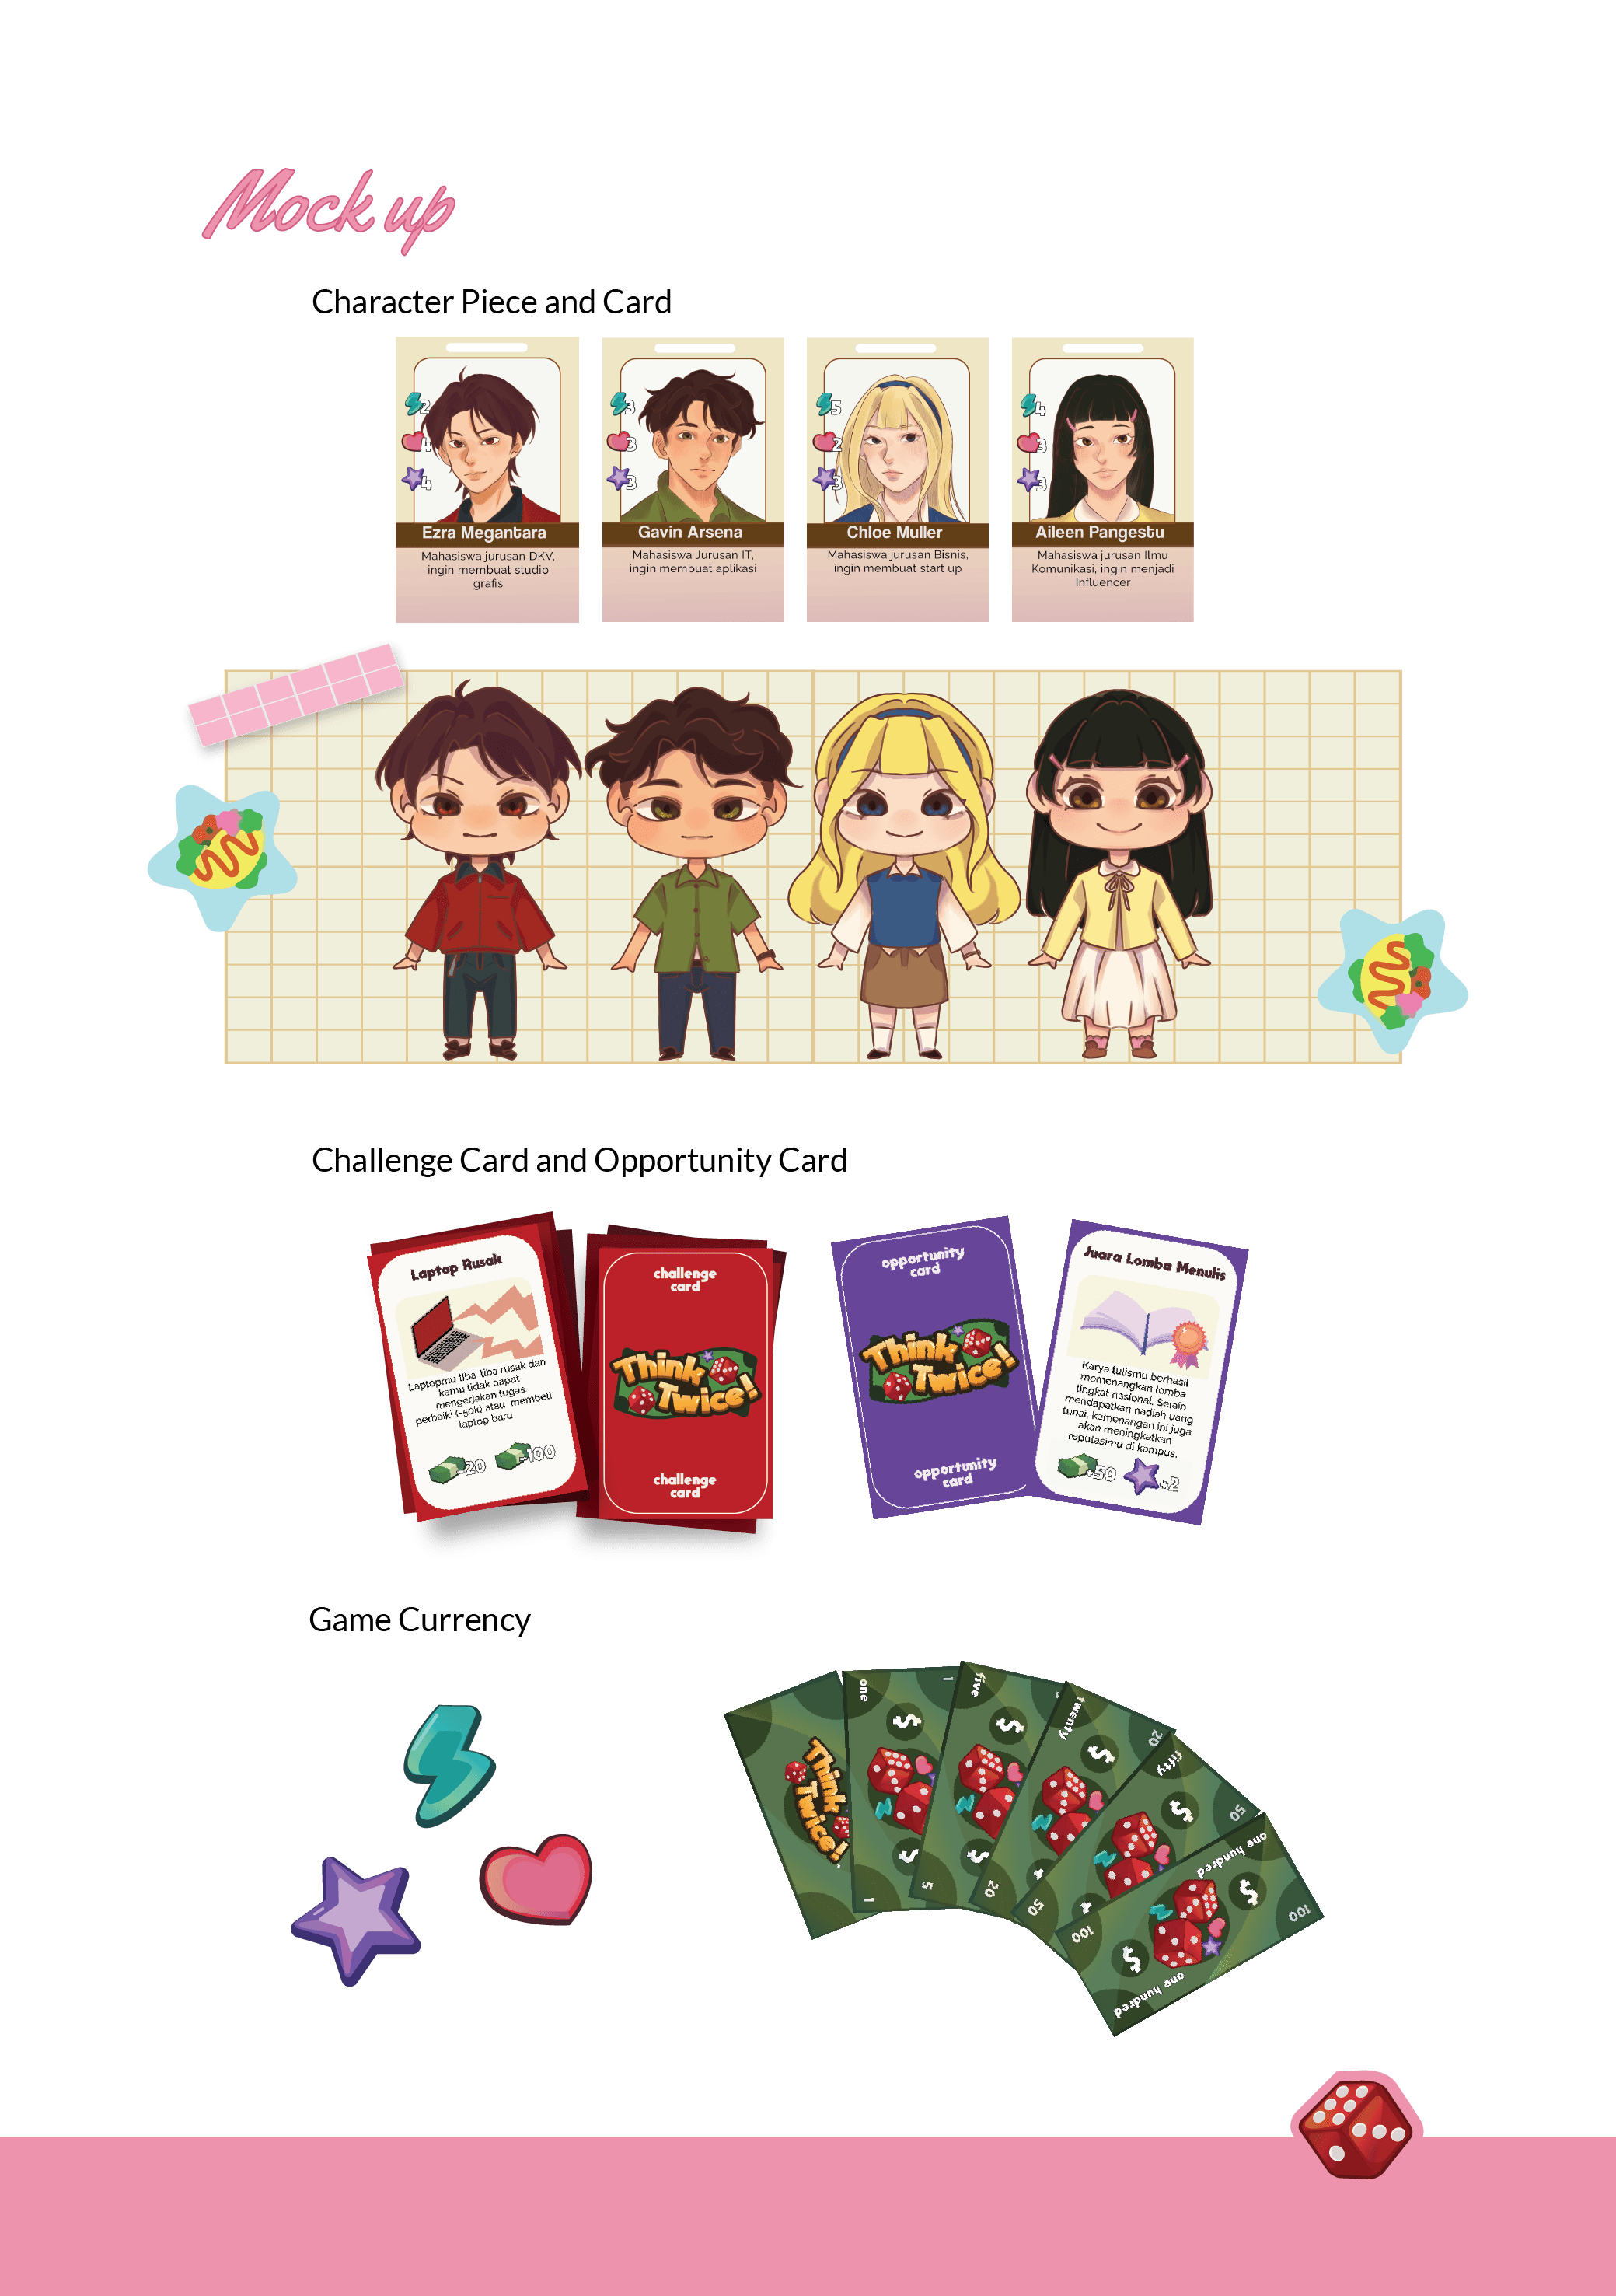 Mock up
Character Piece and Card
2
4
4
Ezra Megantara
Mahasiswa jurusan DKV,
ingin membuat studio
grafis
3
3
3
Gavin Arsena
Mahasiswa Jurusan IT,
ingin membuat aplikasi
5
2
3
Chloe Muller
Mahasiswa jurusan Bisnis,
ingin membuat start up
4
3
3
Aileen Pangestu
Mahasiswa jurusan Ilmu
Komunikasi, ingin menjadi
Influencer
Challenge Card and Opportunity Card
Laptop Rusak
Laptopmu tiba-tiba rusak dan
kamu tidak dapat
mengerjakan tugas.
perbaiki (-50k) atau membeli
laptop baru
-20
-100
challenge
card
Think
Twice!
challenge
card
opportunity
card
Think
Twice!
opportunity
card
Juara Lomba Menulis
Karya tulismu berhasil
memenangkan lomba
tingkat nasional. Selain
mendapatkan hadiah uang
tunai, kemenangan ini juga
akan meningkatkan
reputasimu di kampus.
+50
+2
Game Currency
Think
Twice!
one
1
$
$
1
five
$
$
5
twenty
20
$
20
fifty
50
$
50
one hundred
100
$
$
100
one hundred